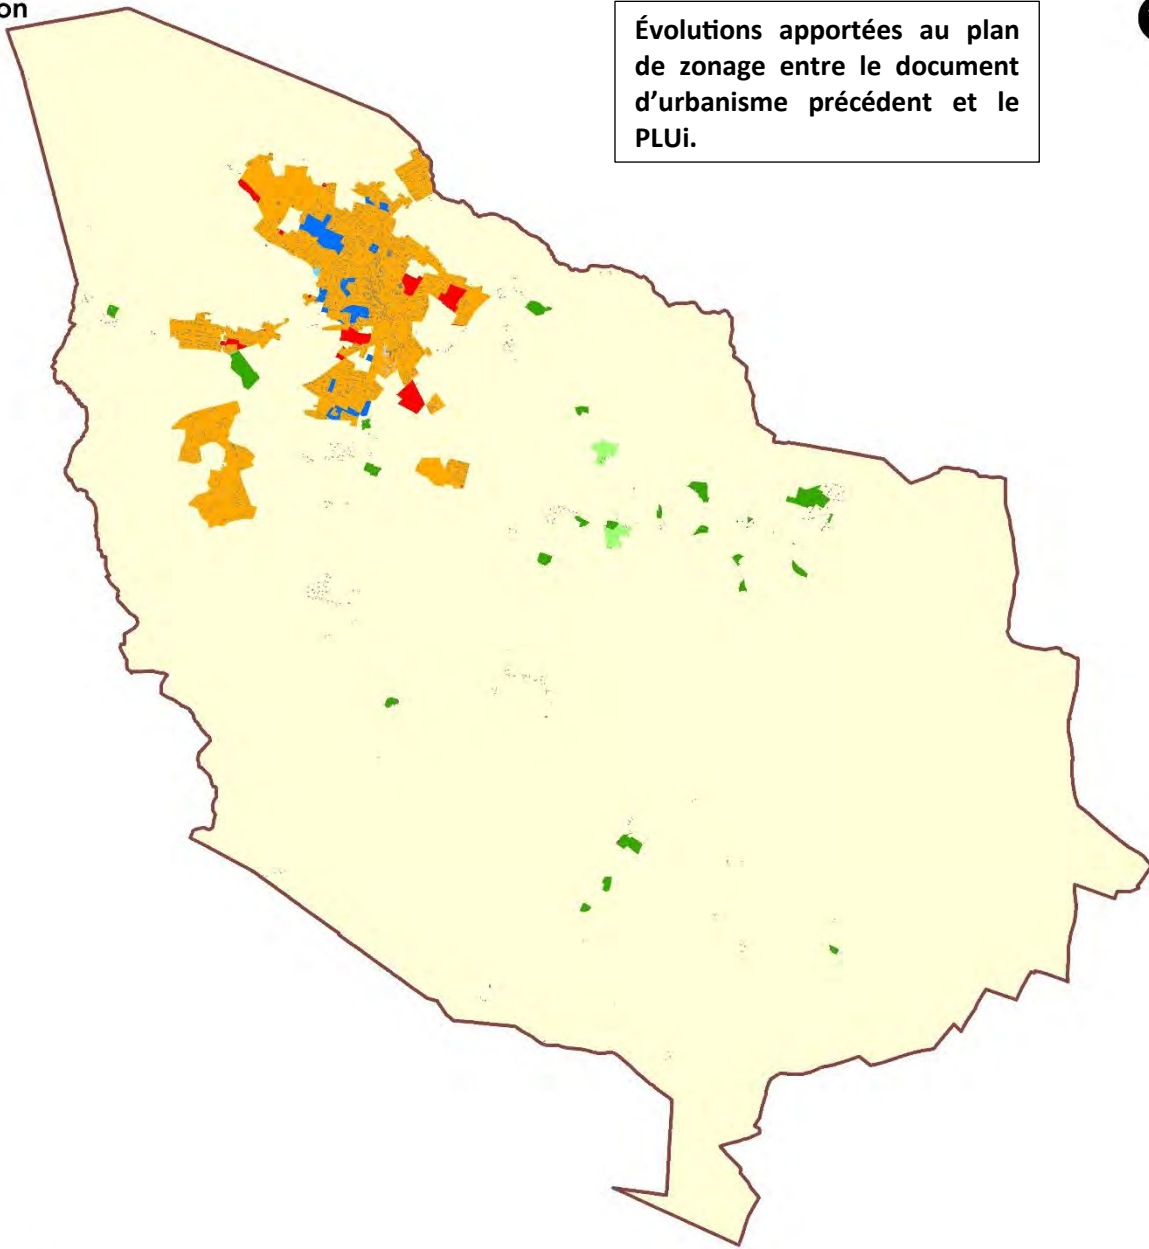 on
Évolutions apportées au plan
de zonage entre le document
d'urbanisme précédent et le
PLUi.